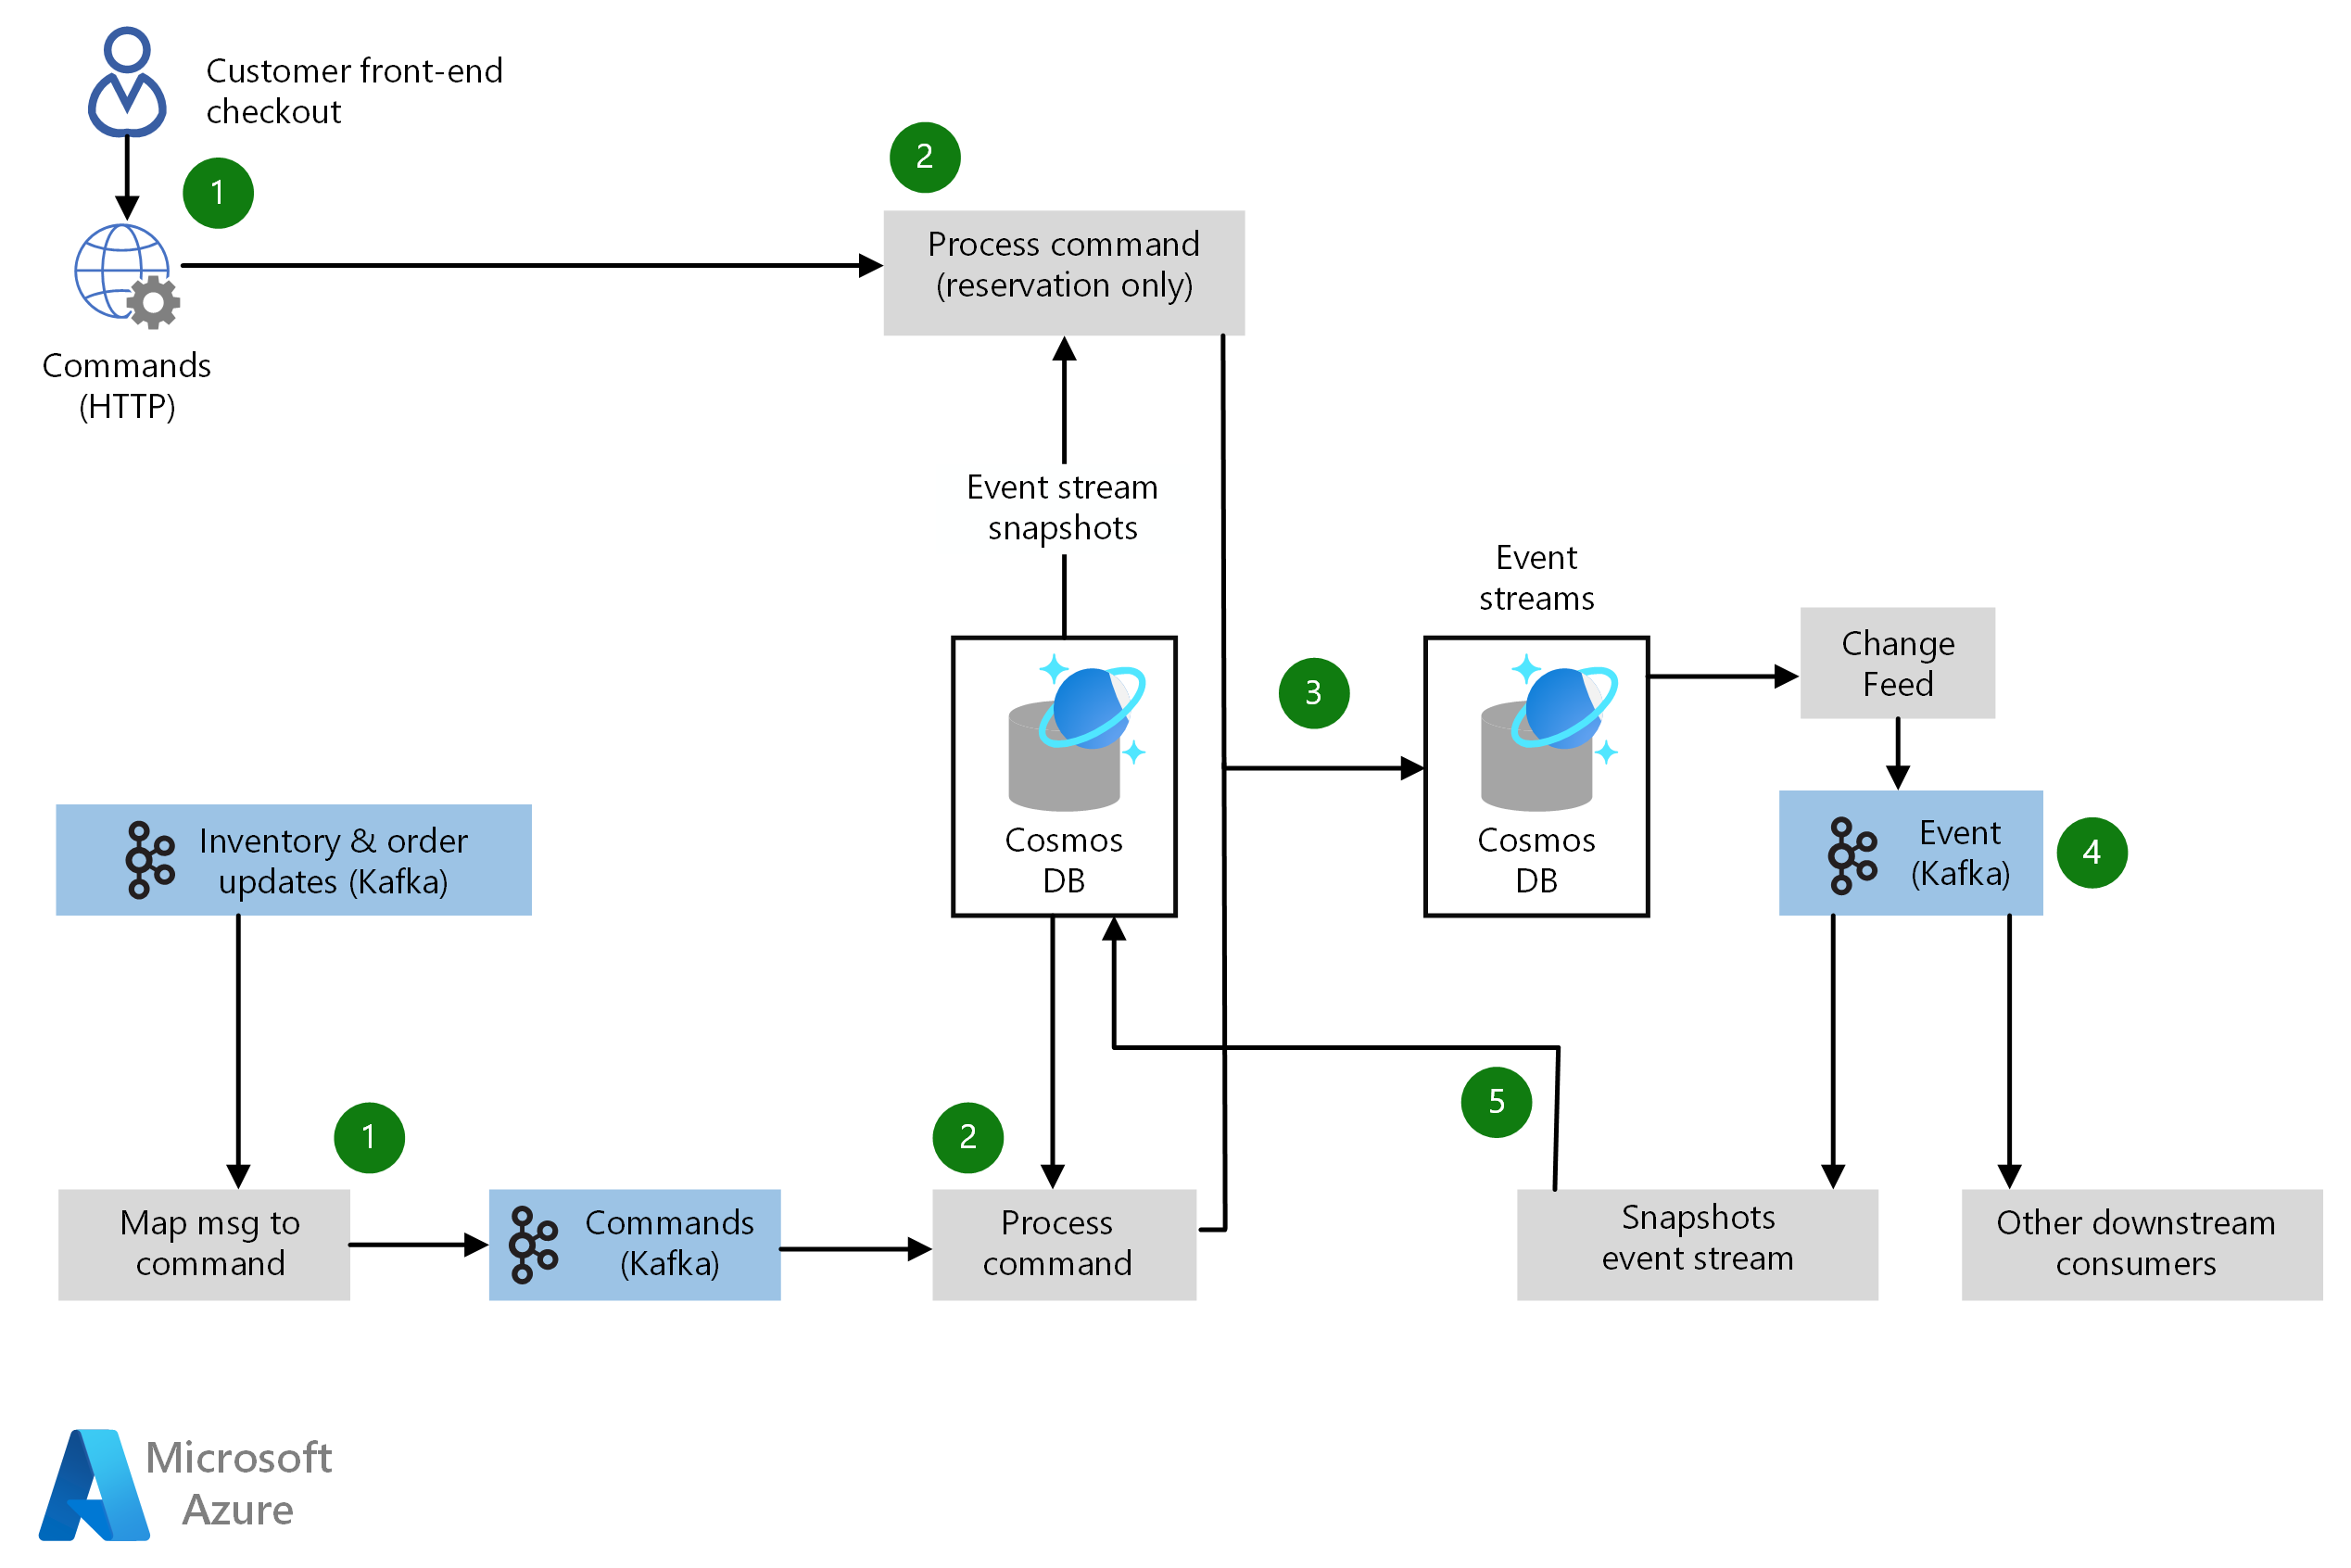 Customer front-end
checkout
1
Commands
(HTTP)
2
Process command
(reservation only)
Event stream
snapshots
Cosmos
DB
3
Event
streams
Cosmos
DB
Change
Feed
Event
(Kafka)
4
Inventory & order
updates (Kafka)
1
Map msg to
command
Commands
(Kafka)
2
Process
command
5
Snapshots
event stream
Other downstream
consumers
Microsoft
Azure